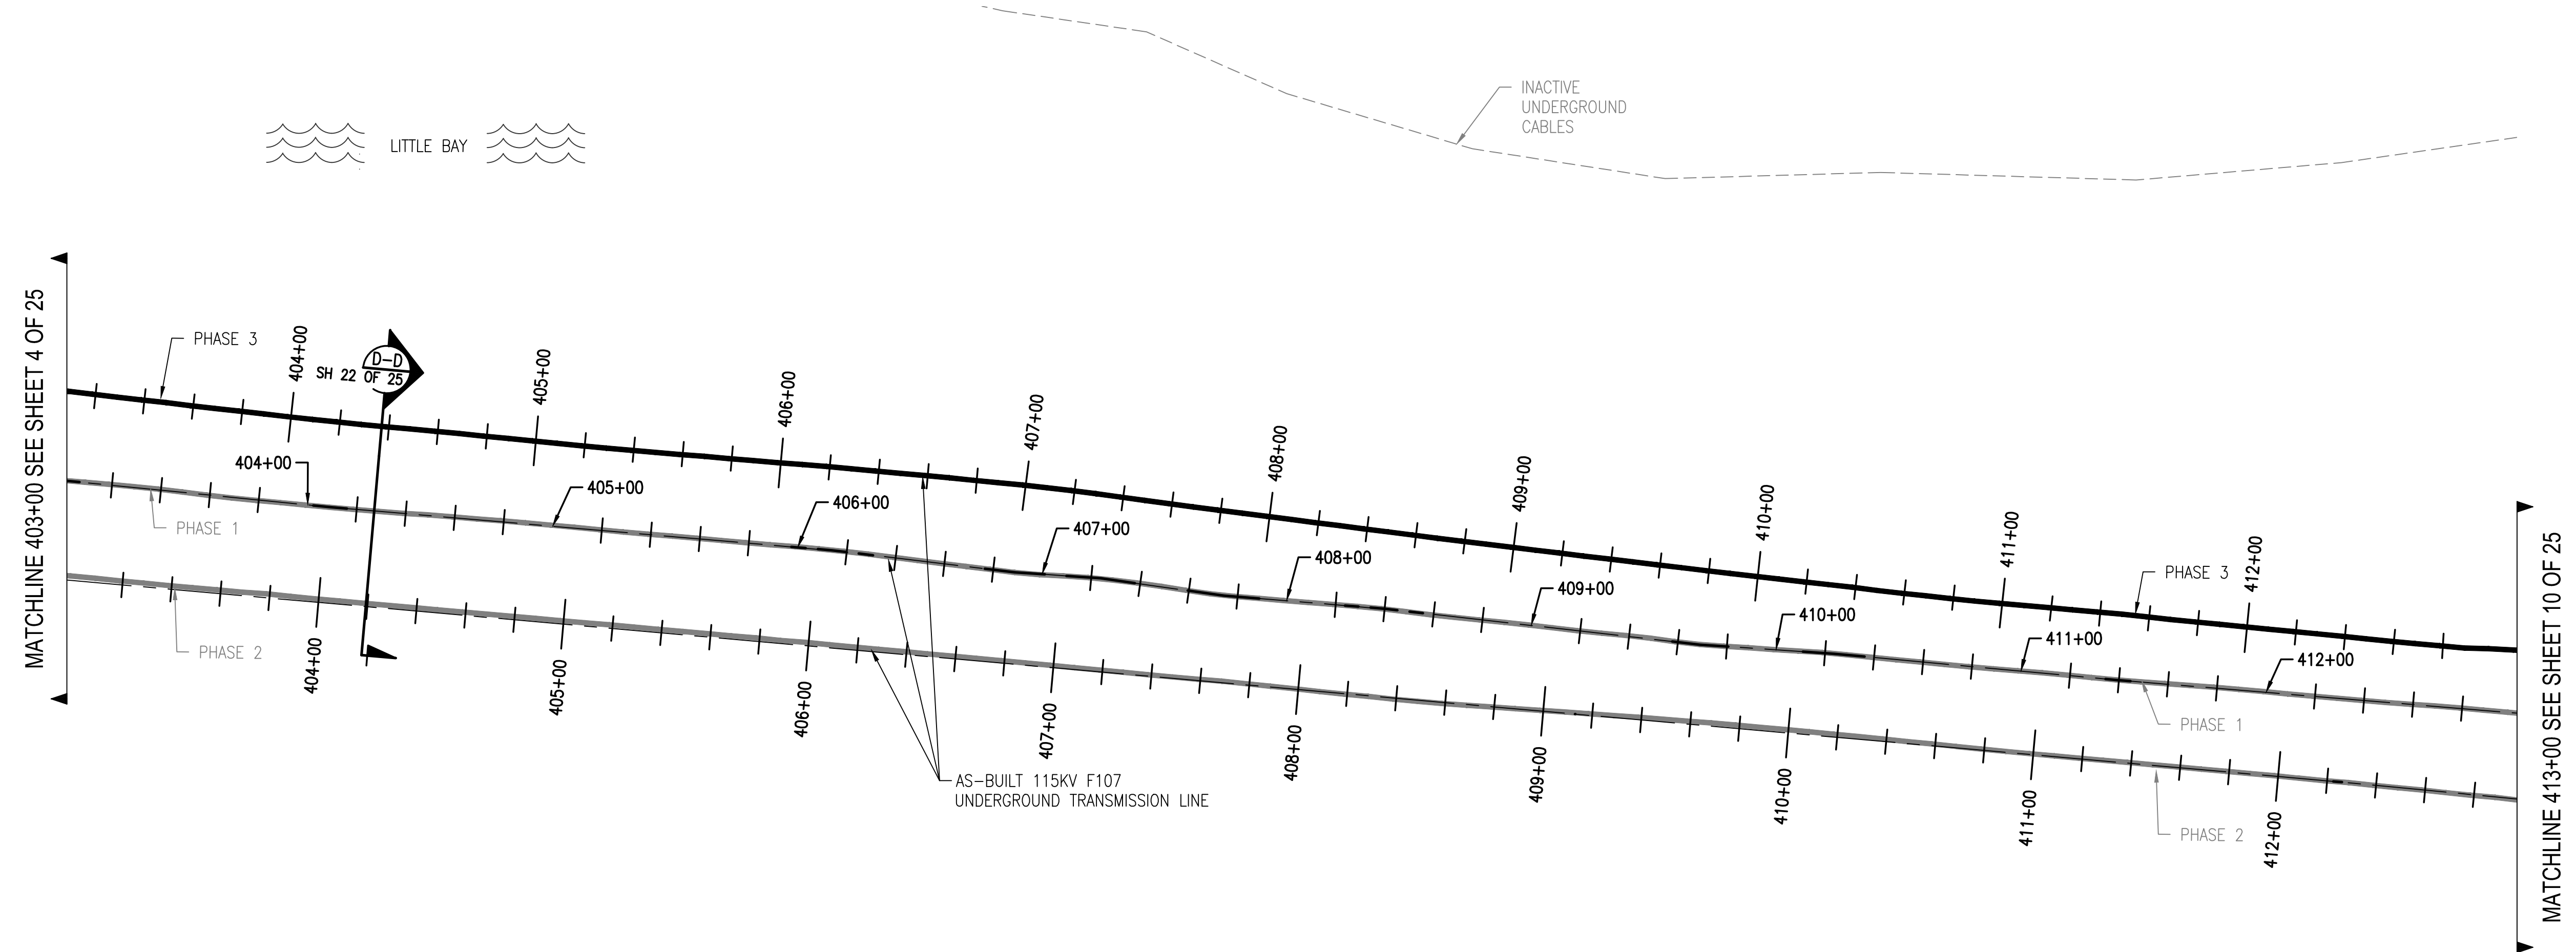 INACTIVE
UNDERGROUND
CABLES
LITTLE BAY
MATCHLINE 403+00 SEE SHEET 4 OF 25
PHASE 3
404+00
D-D
SH 22 OF 25
405+00
406+00
407+00
408+00
409+00
410+00
411+00
412+00
404+00
405+00
406+00
407+00
408+00
409+00
410+00
411+00
412+00
PHASE 3
PHASE 1
PHASE 1
PHASE 2
404+00
405+00
406+00
407+00
408+00
409+00
410+00
411+00
412+00
PHASE 2
AS-BUILT 115KV F107
UNDERGROUND TRANSMISSION LINE
MATCHLINE 413+00 SEE SHEET 10 OF 25